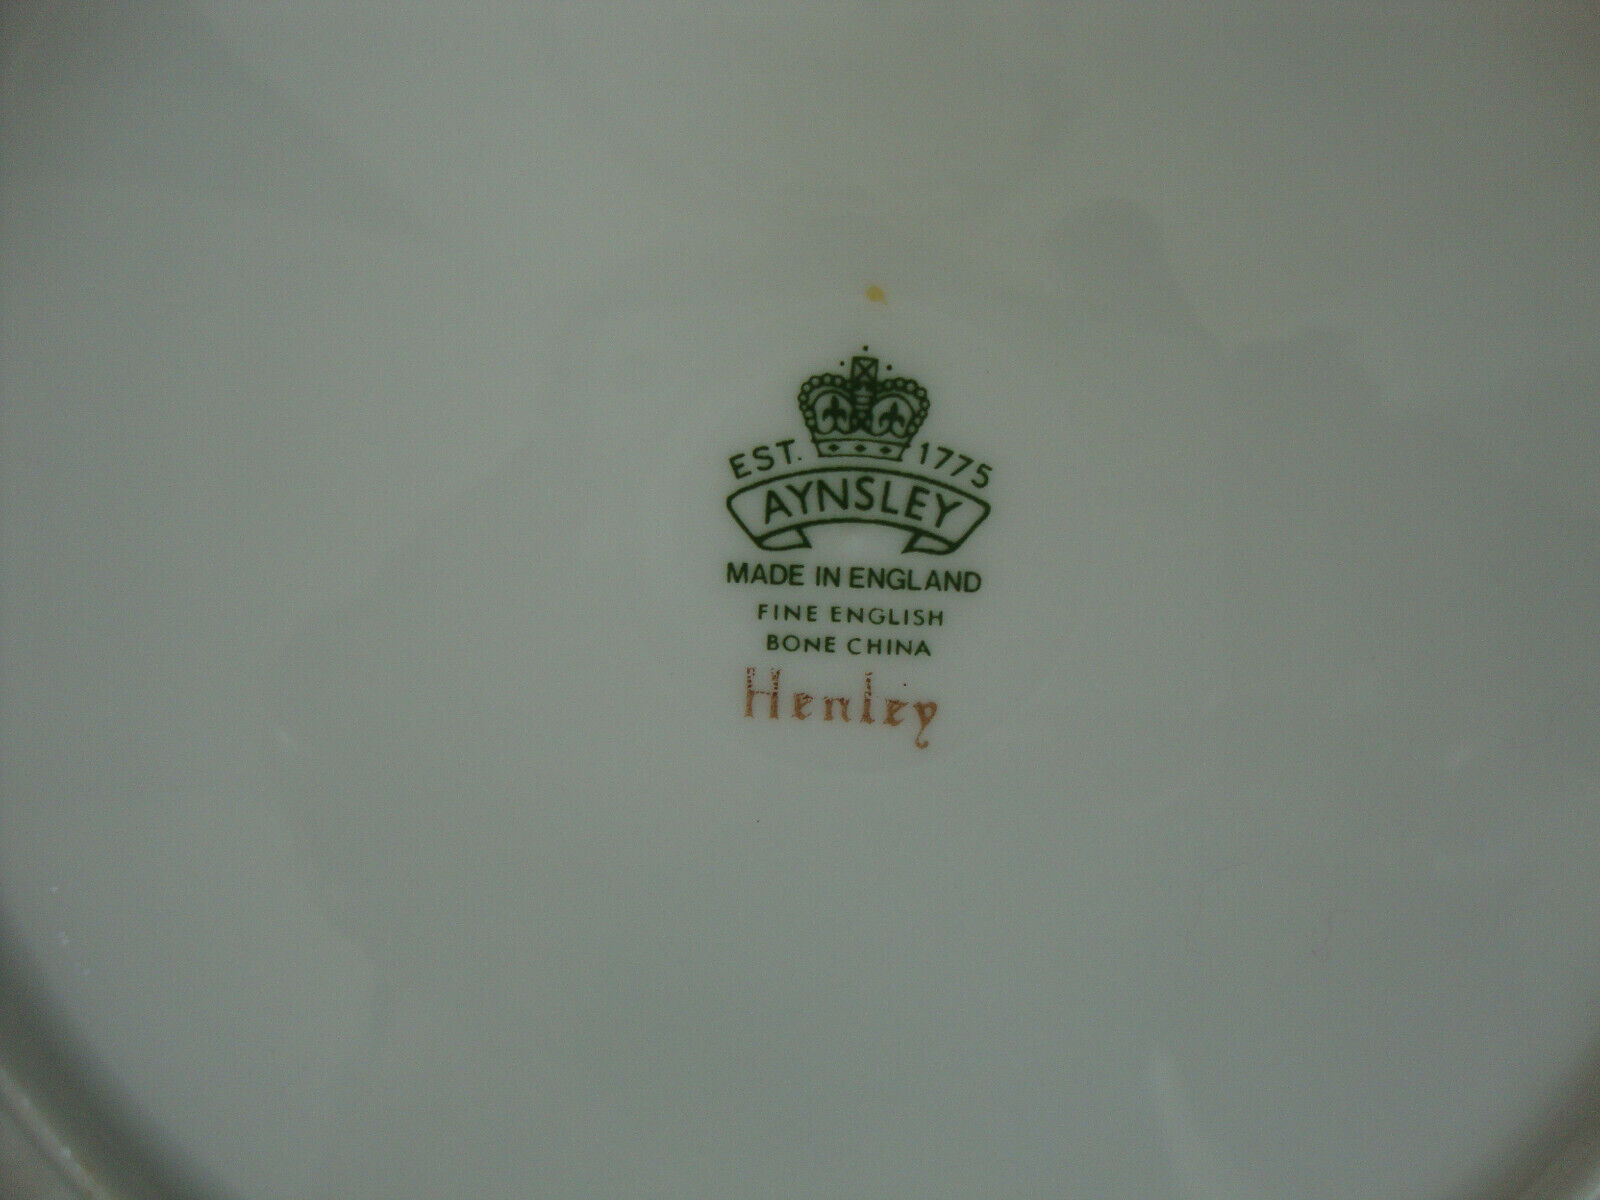 EST. 1775
AYNSLEY
MADE IN ENGLAND
FINE ENGLISH
BONE CHINA
Henley